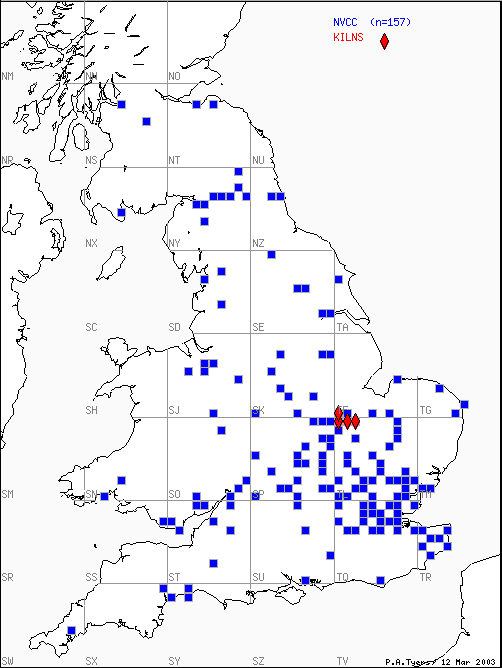 NVCC (n=157)
KILNS
NM NW NO
NR NS NT NU
NX NY NZ
SC SD SE TA
SH SJ SK TF TG
SM SN SO SP TL TM
SR SS ST SU TQ TR
SW SX SY SZ TV
P.A.Tyers, 12 Mar 2003